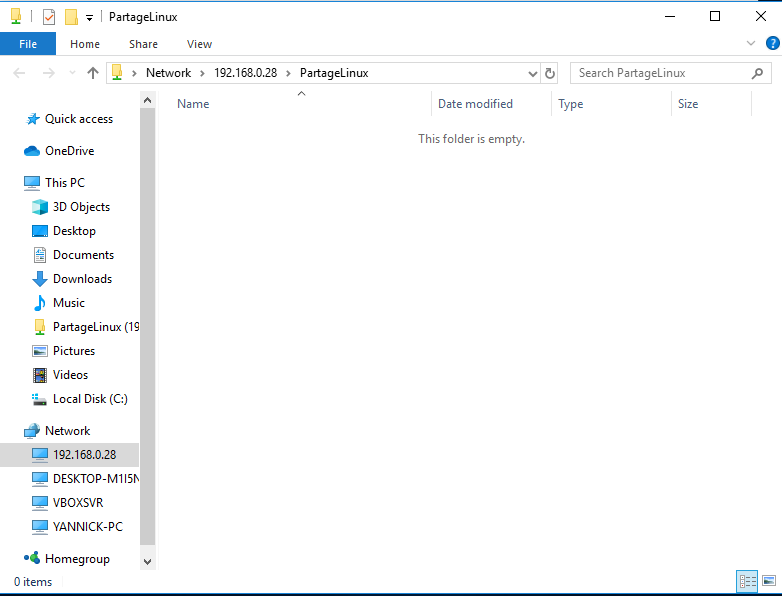 PartageLinux
File Home Share View
Network 192.168.0.28 PartageLinux Search PartageLinux
Name Date modified Type Size
This folder is empty.
Quick access
OneDrive
This PC
3D Objects
Desktop
Documents
Downloads
Music
PartageLinux (19
Pictures
Videos
Local Disk (C:)
Network
192.168.0.28
DESKTOP-M1I5N
VBOXSVR
YANNICK-PC
Homegroup
0 items